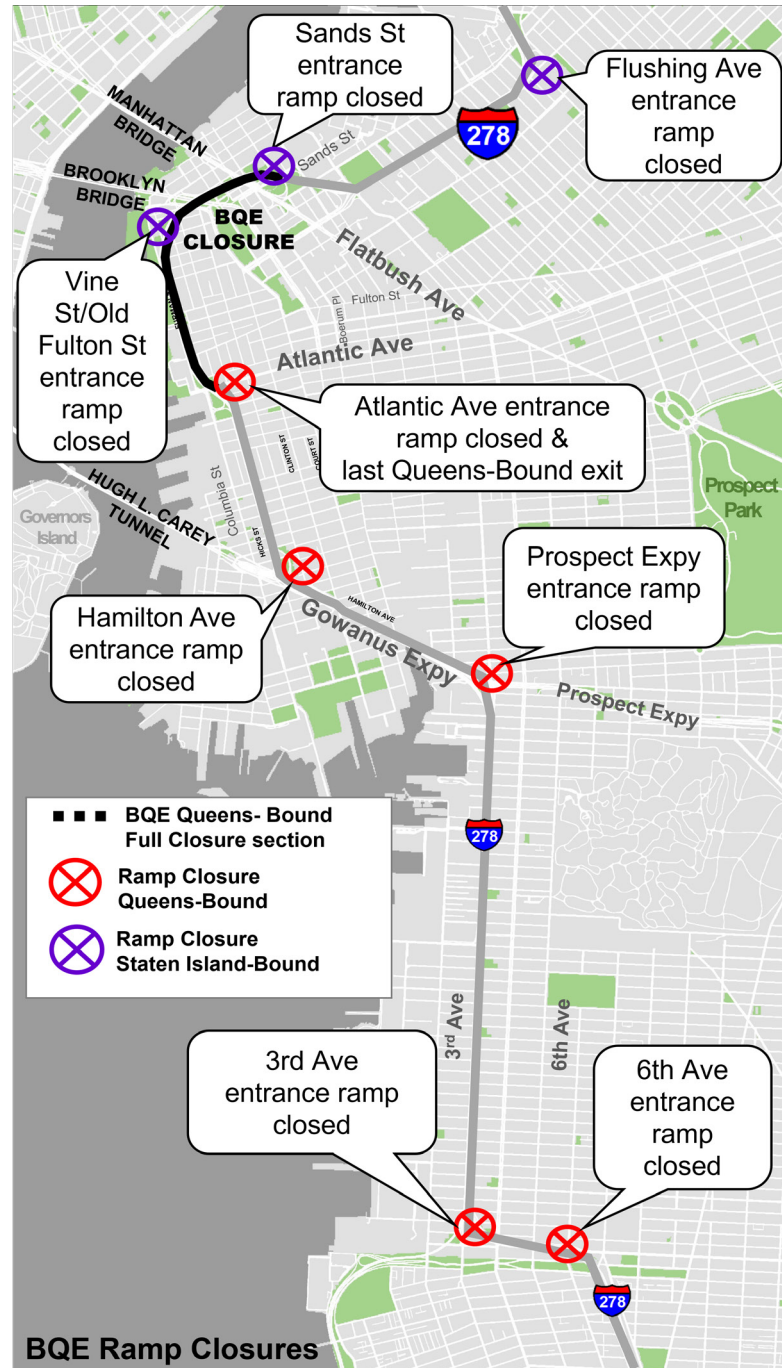 Sands St
entrance
ramp closed
Flushing Ave
entrance
ramp
closed
278
MANHATTAN
BRIDGE
Sands St
BROOKLYN
BRIDGE
BQE
CLOSURE
Flatbush Ave
Vine
St/Old
Fulton St
entrance
ramp
closed
Fulton St
Boerum Pl
Atlantic Ave
Atlantic Ave entrance
ramp closed &
last Queens-Bound exit
CLINTON ST
COURT ST
Columbia St
HICKS ST
HUGH L. CAREY
TUNNEL
Governors
Island
Prospect
Park
Prospect Expy
entrance ramp
closed
Hamilton Ave
entrance ramp
closed
HAMILTON AVE
Gowanus Expy
Prospect Expy
BQE Queens- Bound
Full Closure section
Ramp Closure
Queens-Bound
Ramp Closure
Staten Island-Bound
278
3rd Ave
6th Ave
3rd Ave
entrance ramp
closed
6th Ave
entrance
ramp
closed
278
BQE Ramp Closures